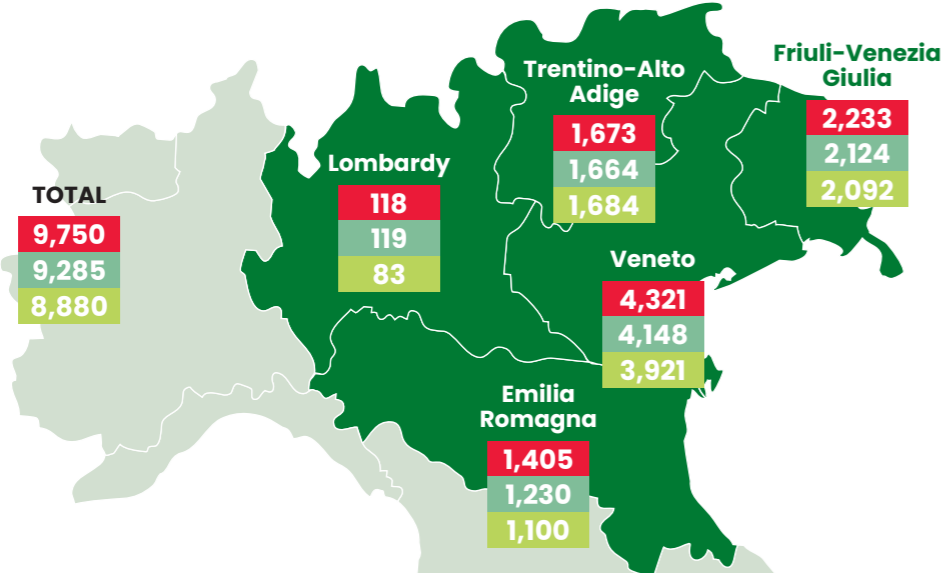 Friuli-Venezia
Giulia
2,233
2,124
2,092
Trentino-Alto
Adige
1,673
1,664
1,684
Lombardy
118
119
83
TOTAL
9,750
9,285
8,880
Veneto
4,321
4,148
3,921
Emilia
Romagna
1,405
1,230
1,100